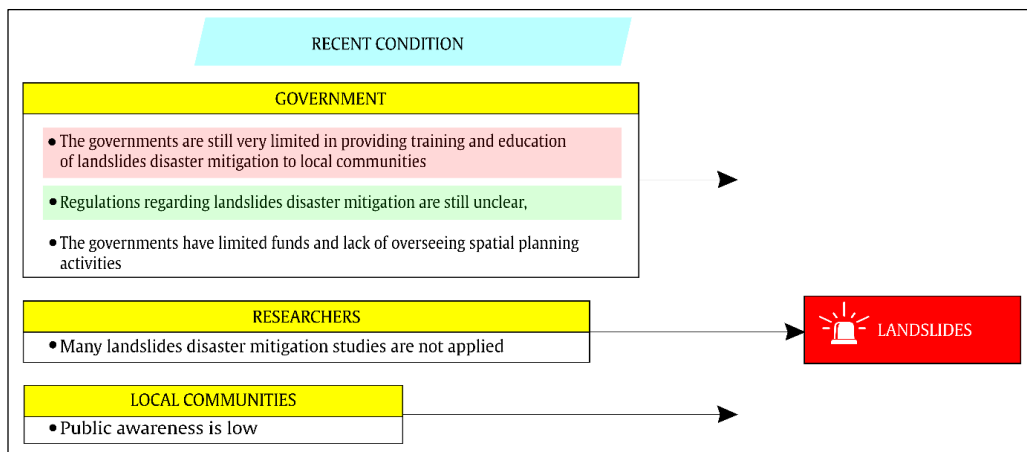 RECENT CONDITION
GOVERNMENT
• The governments are still very limited in providing training and education
of landslides disaster mitigation to local communities
• Regulations regarding landslides disaster mitigation are still unclear,
• The governments have limited funds and lack of overseeing spatial planning
activities
RESEARCHERS
• Many landslides disaster mitigation studies are not applied
LANDSLIDES
LOCAL COMMUNITIES
• Public awareness is low